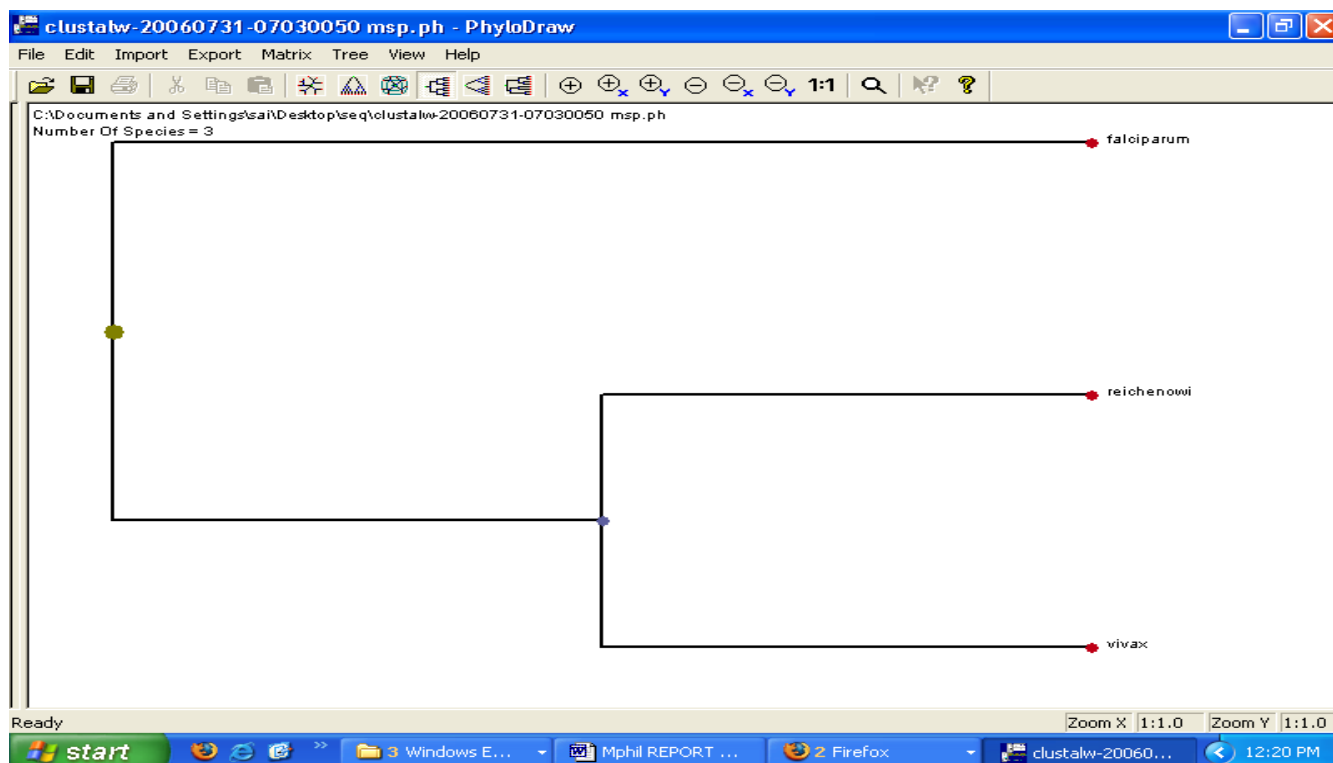 clustalw-20060731-07030050 msp.ph - PhyloDraw
File Edit Import Export Matrix Tree View Help
X Y X Y 1:1
C:\Documents and Settings\sai\Desktop\seq\clustalw-20060731-07030050 msp.ph
Number Of Species = 3
falciparum
reichenowi
vivax
Ready Zoom X 1:1.0 Zoom Y 1:1.0
start 3 Windows E... Mphil REPORT ... 2 Firefox clustalw-20060... 12:20 PM